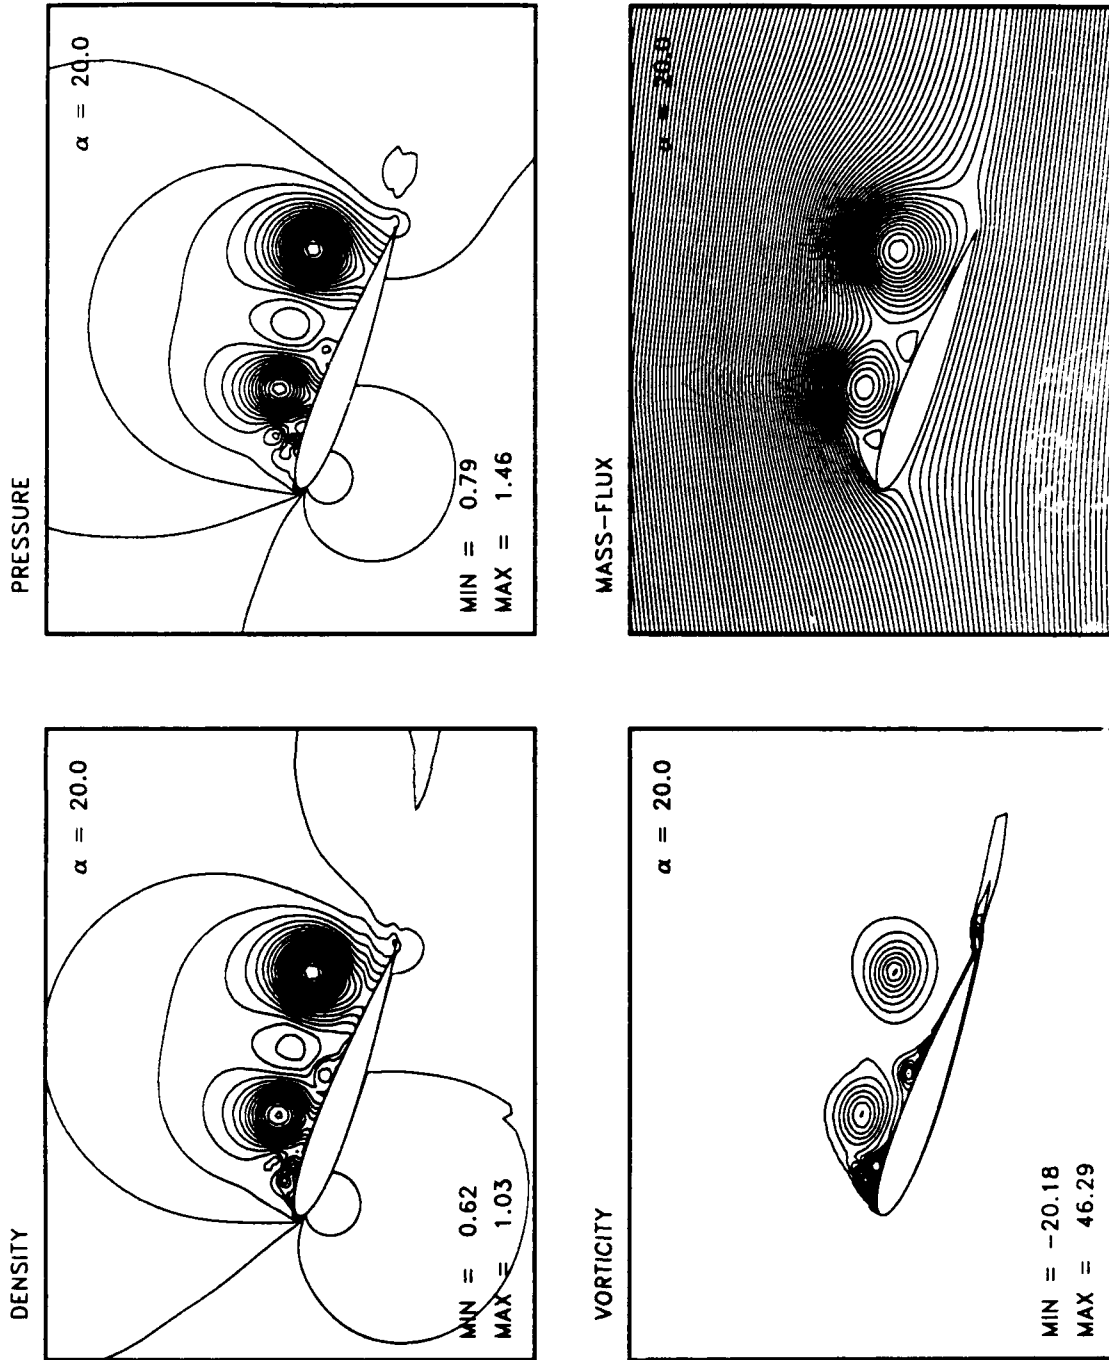 DENSITY
α = 20.0
MIN = 0.62
MAX = 1.03
PRESSURE
α = 20.0
MIN = 0.79
MAX = 1.46
VORTICITY
α = 20.0
MIN = -20.18
MAX = 46.29
MASS-FLUX
α = 20.0